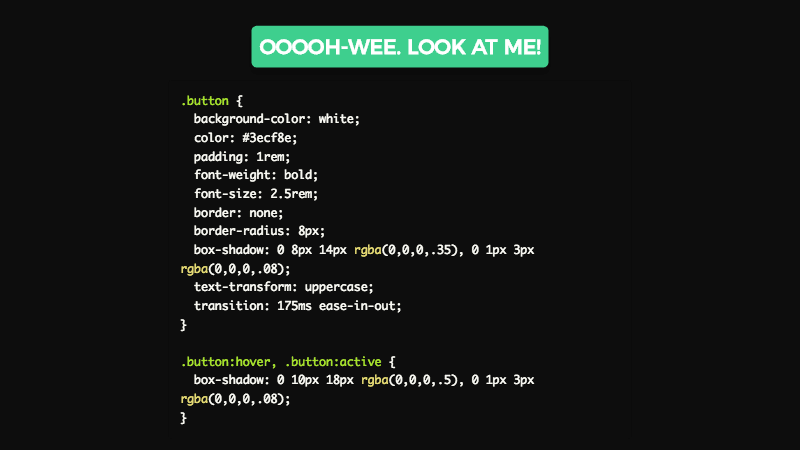 OOOOH-WEE. LOOK AT ME!
.button {
  background-color: white;
  color: #3ecf8e;
  padding: 1rem;
  font-weight: bold;
  font-size: 2.5rem;
  border: none;
  border-radius: 8px;
  box-shadow: 0 8px 14px rgba(0,0,0,.35), 0 1px 3px
rgba(0,0,0,.08);
  text-transform: uppercase;
  transition: 175ms ease-in-out;
}
.button:hover, .button:active {
  box-shadow: 0 10px 18px rgba(0,0,0,.5), 0 1px 3px
rgba(0,0,0,.08);
}